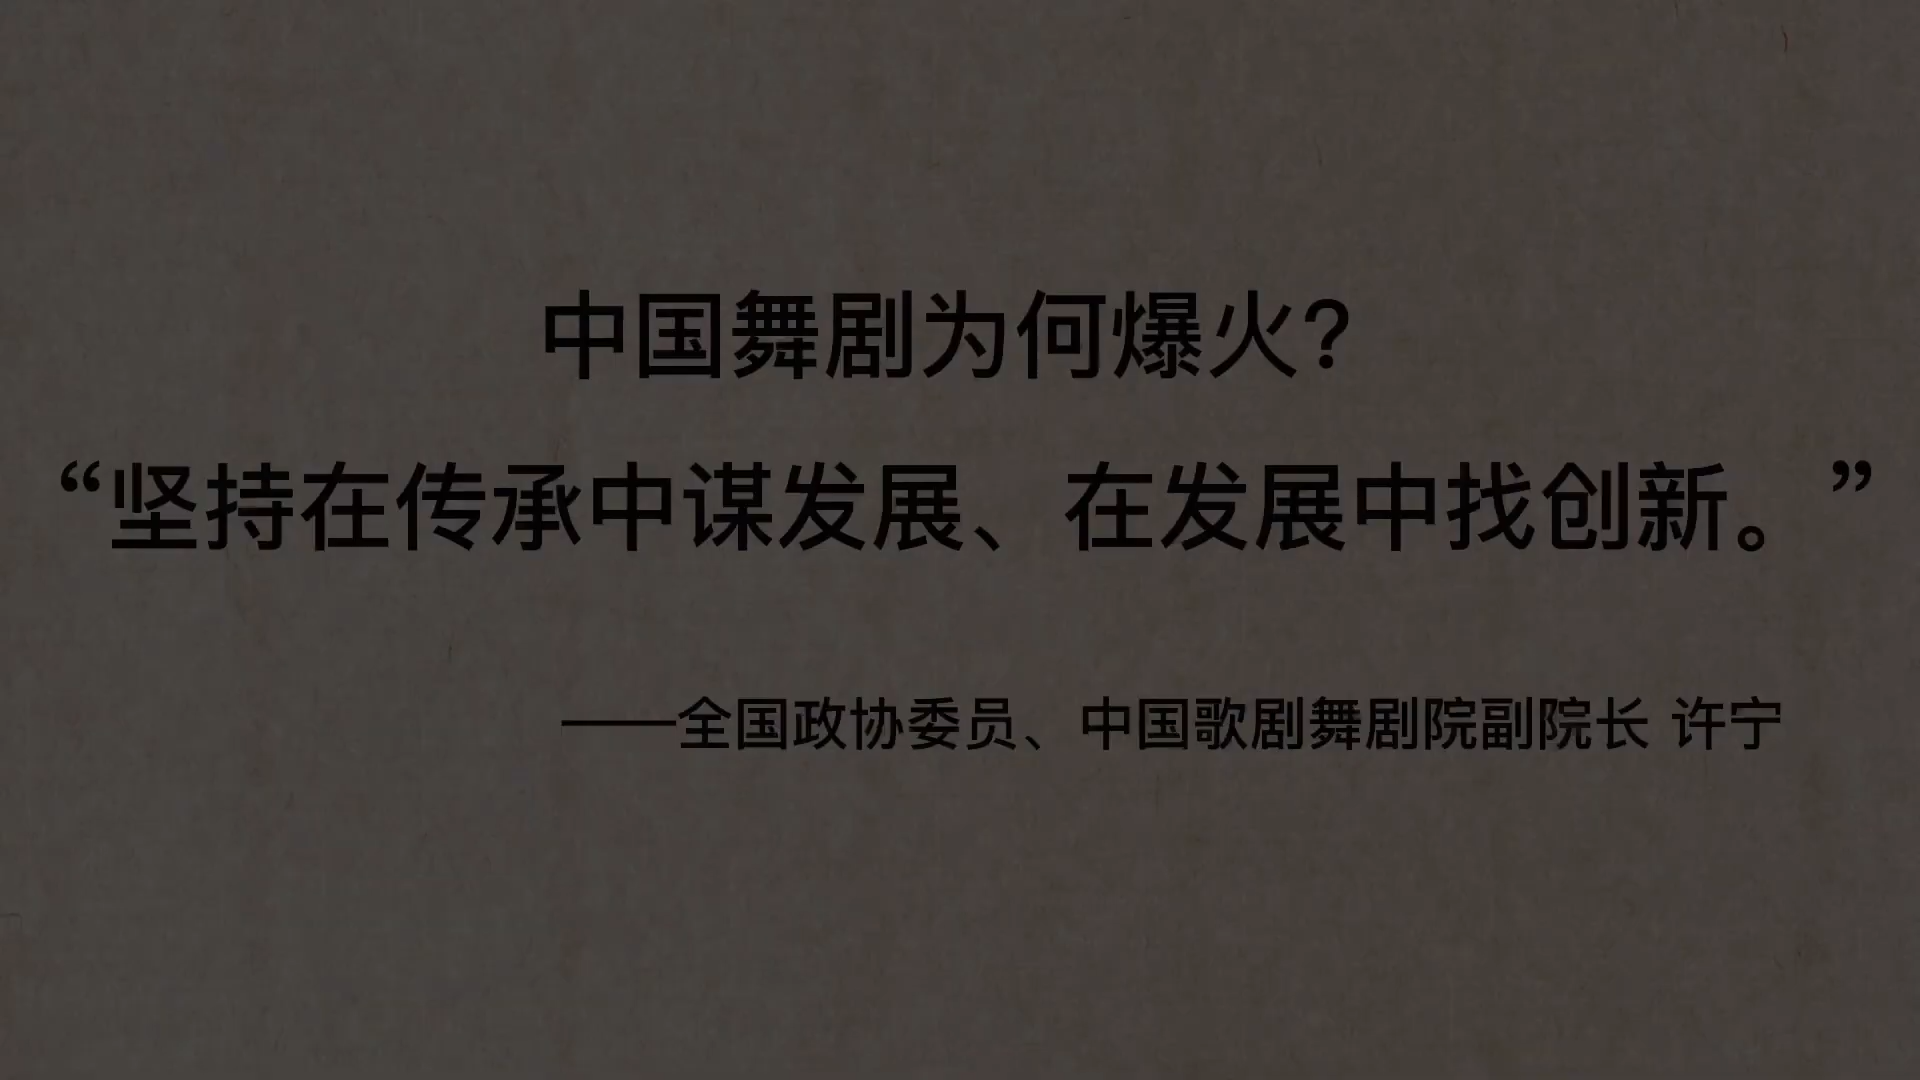 中国舞剧为何爆火？
“坚持在传承中谋发展、在发展中找创新。”
——全国政协委员、中国歌剧舞剧院副院长 许宁